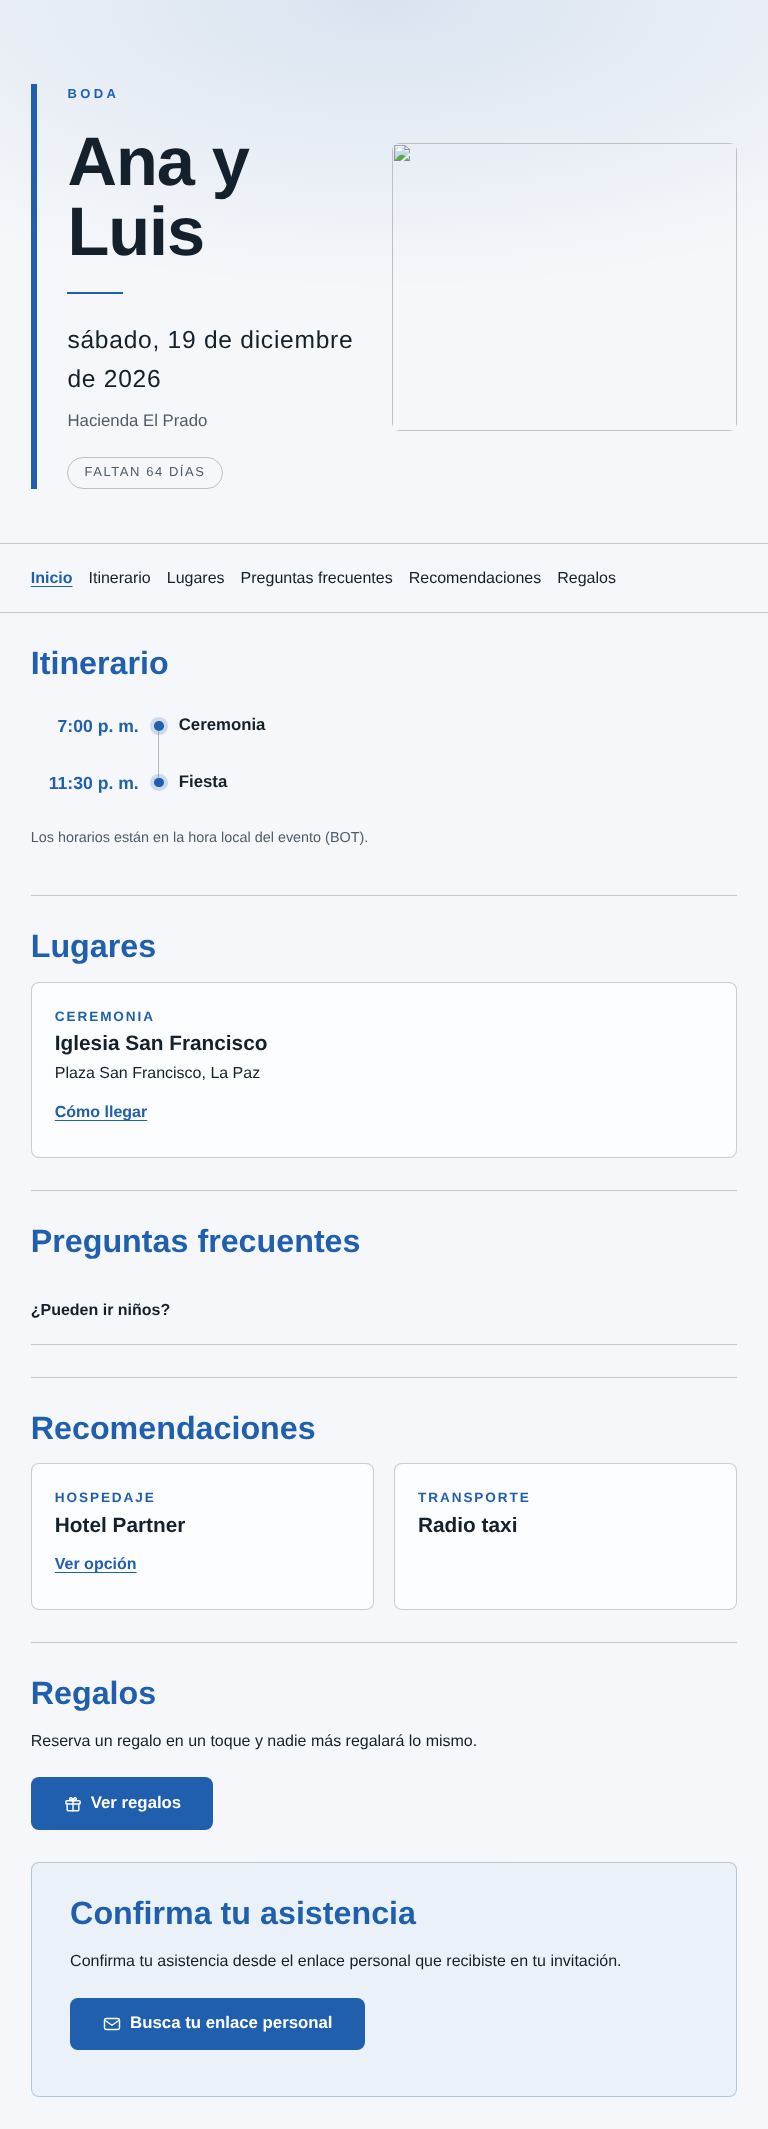 BODA
Ana y
Luis
sábado, 19 de diciembre
de 2026
Hacienda El Prado
FALTAN 64 DÍAS
Inicio Itinerario Lugares Preguntas frecuentes Recomendaciones Regalos
Itinerario
7:00 p. m. Ceremonia
11:30 p. m. Fiesta
Los horarios están en la hora local del evento (BOT).
Lugares
CEREMONIA
Iglesia San Francisco
Plaza San Francisco, La Paz
Cómo llegar
Preguntas frecuentes
¿Pueden ir niños?
Recomendaciones
HOSPEDAJE
Hotel Partner
Ver opción
TRANSPORTE
Radio taxi
Regalos
Reserva un regalo en un toque y nadie más regalará lo mismo.
Ver regalos
Confirma tu asistencia
Confirma tu asistencia desde el enlace personal que recibiste en tu invitación.
Busca tu enlace personal